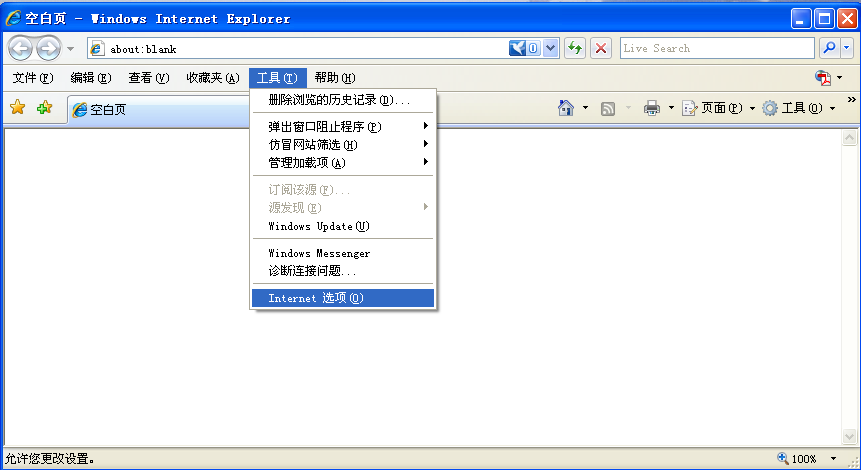 空白页 - Windows Internet Explorer
about:blank
Live Search
文件(F) 编辑(E) 查看(V) 收藏夹(A) 工具(T) 帮助(H)
空白页
页面(P) 工具(O)
»
删除浏览的历史记录(D)...
弹出窗口阻止程序(P)
仿冒网站筛选(H)
管理加载项(A)
订阅该源(F)...
源发现(E)
Windows Update(U)
Windows Messenger
诊断连接问题...
Internet 选项(O)
允许您更改设置。
100%